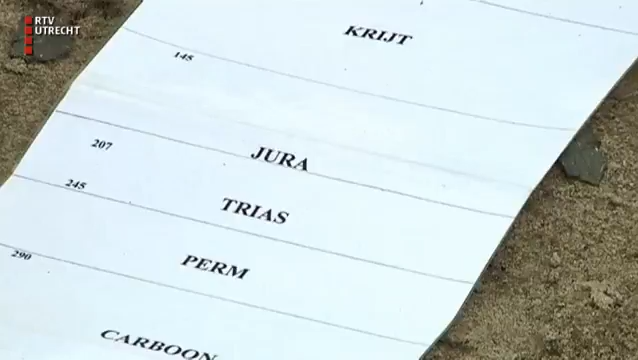 RTV
UTRECHT
KRIJT
145
JURA
207
TRIAS
245
PERM
290
CARBOON